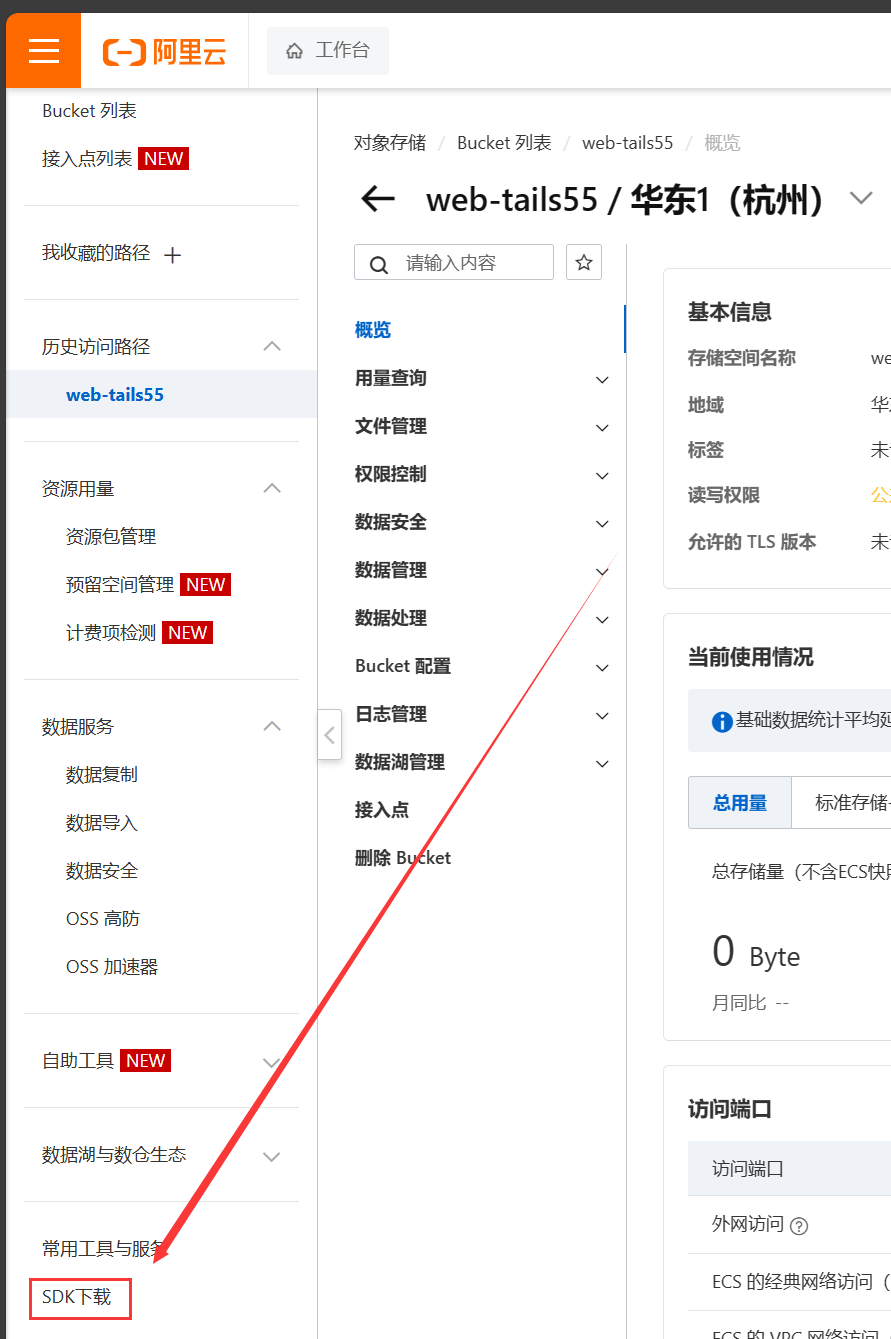 阿里云
工作台
Bucket 列表
接入点列表 NEW
我收藏的路径
历史访问路径
web-tails55
资源用量
资源包管理
预留空间管理 NEW
计费项检测 NEW
数据服务
数据复制
数据导入
数据安全
OSS 高防
OSS 加速器
自助工具 NEW
数据湖与数仓生态
常用工具与服务
SDK下载
对象存储 / Bucket 列表 / web-tails55 / 概览
web-tails55 / 华东1（杭州）
请输入内容
概览
用量查询
文件管理
权限控制
数据安全
数据管理
数据处理
Bucket 配置
日志管理
数据湖管理
接入点
删除 Bucket
基本信息
存储空间名称 we
地域 华
标签 未
读写权限 公
允许的 TLS 版本 未
当前使用情况
基础数据统计平均延
总用量 标准存储
总存储量（不含ECS快
0 Byte
月同比 --
访问端口
访问端口
外网访问
ECS 的经典网络访问（
ECS 的 VPC 网络访问